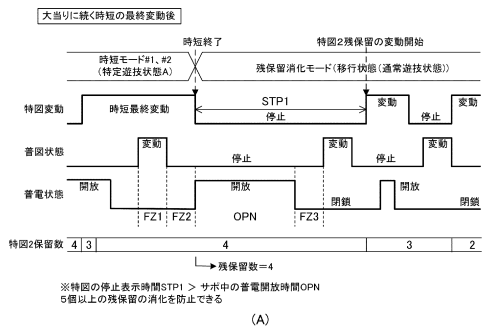 大当りに続く時短の最終変動後
時短終了
特図2残保留の変動開始
時短モード#1、#2
(特定遊技状態A)
残保留消化モード(移行状態(通常遊技状態))
特図変動
時短最終変動
STP1
停止
変動
停止
変動
普図状態
変動
停止
変動
停止
変動
普電状態
開放
開放
閉鎖
開放
閉鎖
FZ1
FZ2
OPN
FZ3
特図2保留数
4
3
4
3
2
残保留数=4
※特図の停止表示時間STP1 > サポ中の普電開放時間OPN
5個以上の残保留の消化を防止できる
(A)